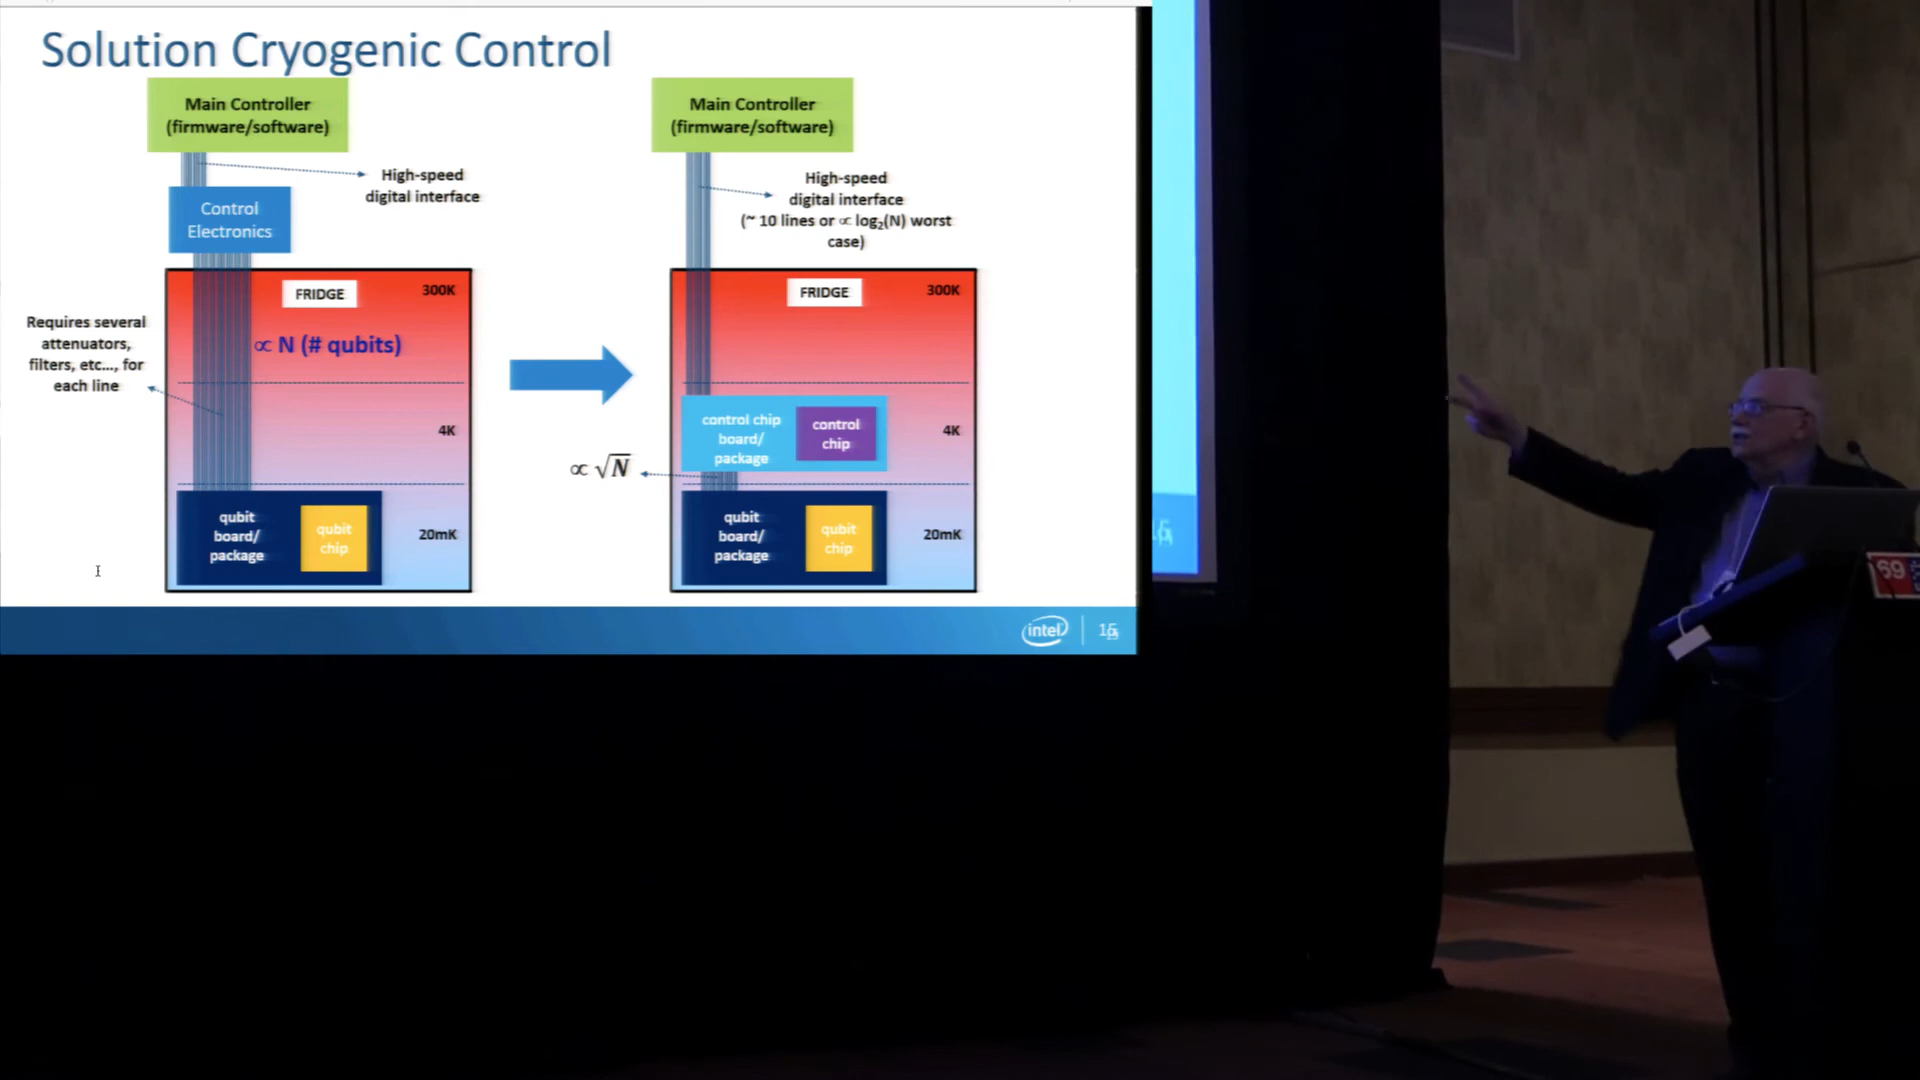 Solution Cryogenic Control
Main Controller
(firmware/software)
High-speed
digital interface
Control
Electronics
FRIDGE
300K
Requires several
attenuators,
filters, etc..., for
each line
∝ N (# qubits)
4K
qubit
board/
package
qubit
chip
20mK
Main Controller
(firmware/software)
High-speed
digital interface
(~ 10 lines or ∝ log₂(N) worst
case)
FRIDGE
300K
control chip
board/
package
control
chip
4K
∝ √N
qubit
board/
package
qubit
chip
20mK
intel
69